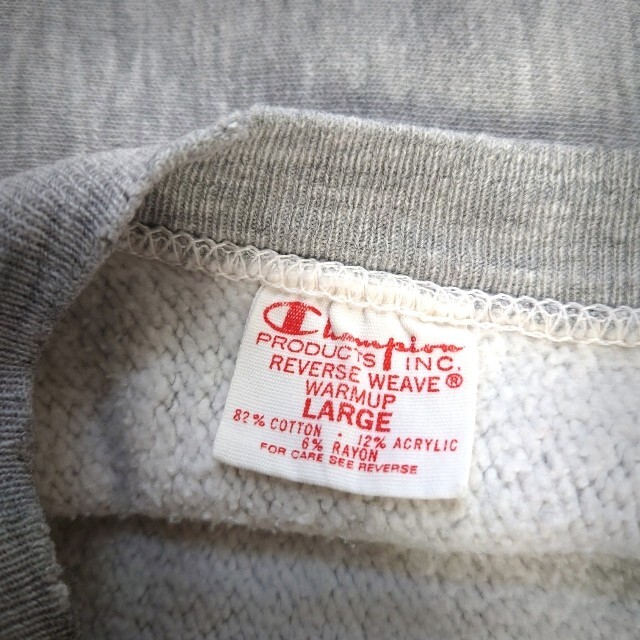 Champion
PRODUCTS INC.
REVERSE WEAVE®
WARMUP
LARGE
82% COTTON · 12% ACRYLIC
6% RAYON
FOR CARE SEE REVERSE